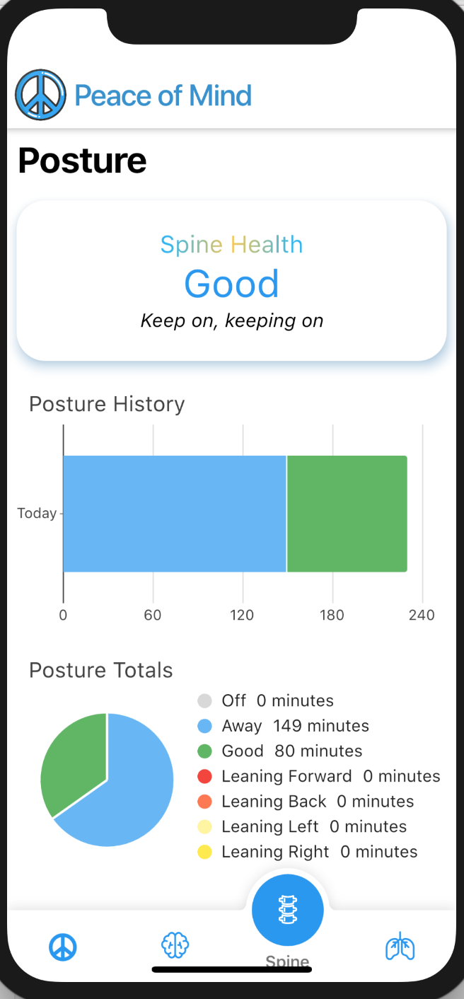 Peace of Mind
Posture
Spine Health
Good
Keep on, keeping on
Posture History
Today
0 60 120 180 240
Posture Totals
Off 0 minutes
Away 149 minutes
Good 80 minutes
Leaning Forward 0 minutes
Leaning Back 0 minutes
Leaning Left 0 minutes
Leaning Right 0 minutes
Spine